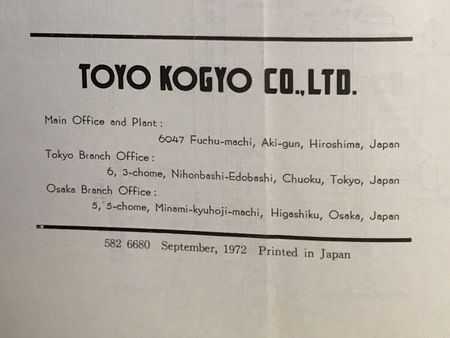 TOYO KOGYO CO.,LTD.
Main Office and Plant:
6047 Fuchu-machi, Aki-gun, Hiroshima, Japan
Tokyo Branch Office:
6, 3-chome, Nihonbashi-Edobashi, Chuoku, Tokyo, Japan
Osaka Branch Office:
5, 5-chome, Minami-kyuhoji-machi, Higashiku, Osaka, Japan
582 6680 September, 1972 Printed in Japan